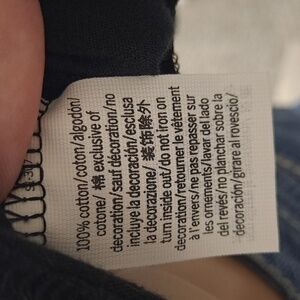 100% cotton/coton/algodón/
cotone/ 棉 exclusive of
decoration/sauf décoration/no
incluye la decoración/esclusa
la decorazione/ 装饰除外
turn inside out/do not iron on
decoration/retourner le vêtement
à l'envers/ne pas repasser sur
les ornements/lavar del lado
del revés/no planchar sobre la
decoración/girare al rovescio/